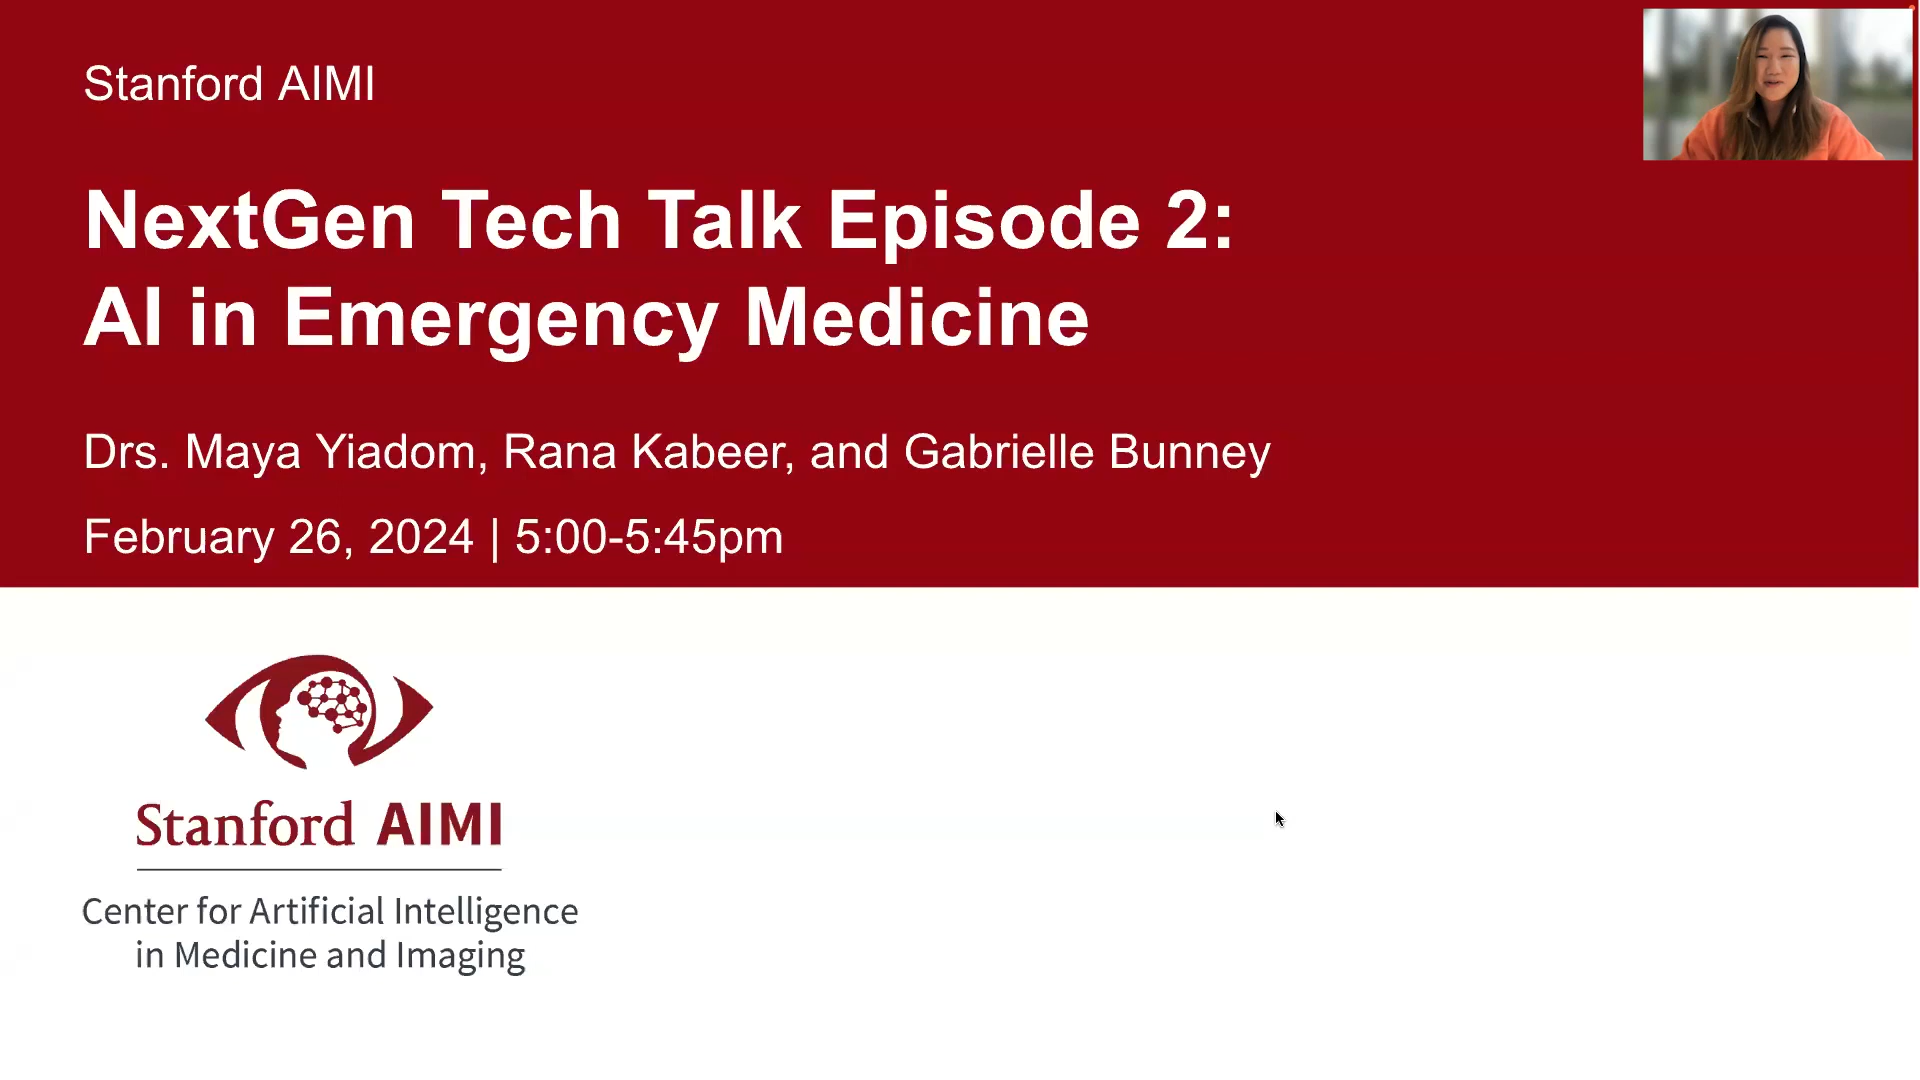 Stanford AIMI
NextGen Tech Talk Episode 2:
AI in Emergency Medicine
Drs. Maya Yiadom, Rana Kabeer, and Gabrielle Bunney
February 26, 2024 | 5:00-5:45pm
Stanford AIMI
Center for Artificial Intelligence
in Medicine and Imaging